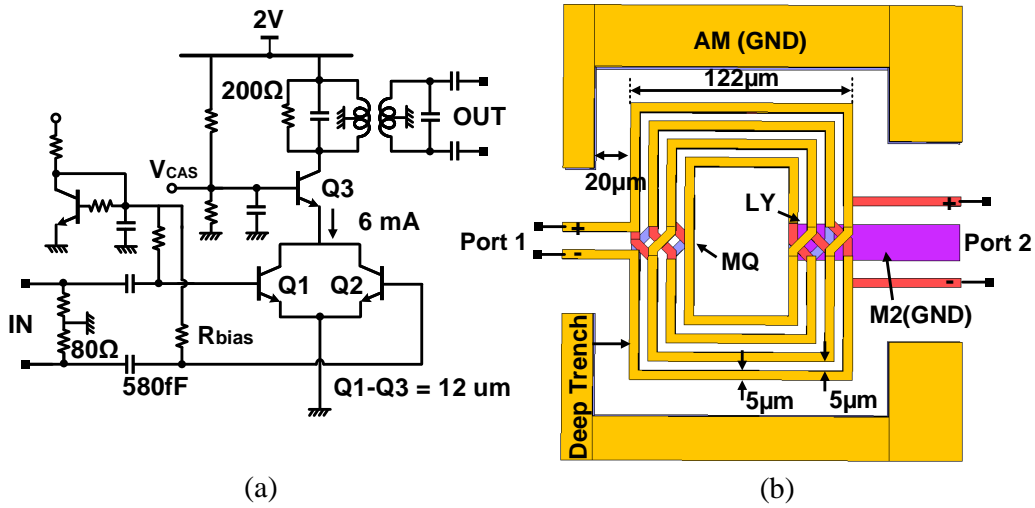 2V
200Ω
OUT
VCAS
Q3
6 mA
Q1
Q2
IN
80Ω
Rbias
580fF
Q1-Q3 = 12 um
(a)
AM (GND)
122μm
20μm
LY
+
+
Port 1
Port 2
-
MQ
-
M2(GND)
Deep Trench
5μm
5μm
(b)